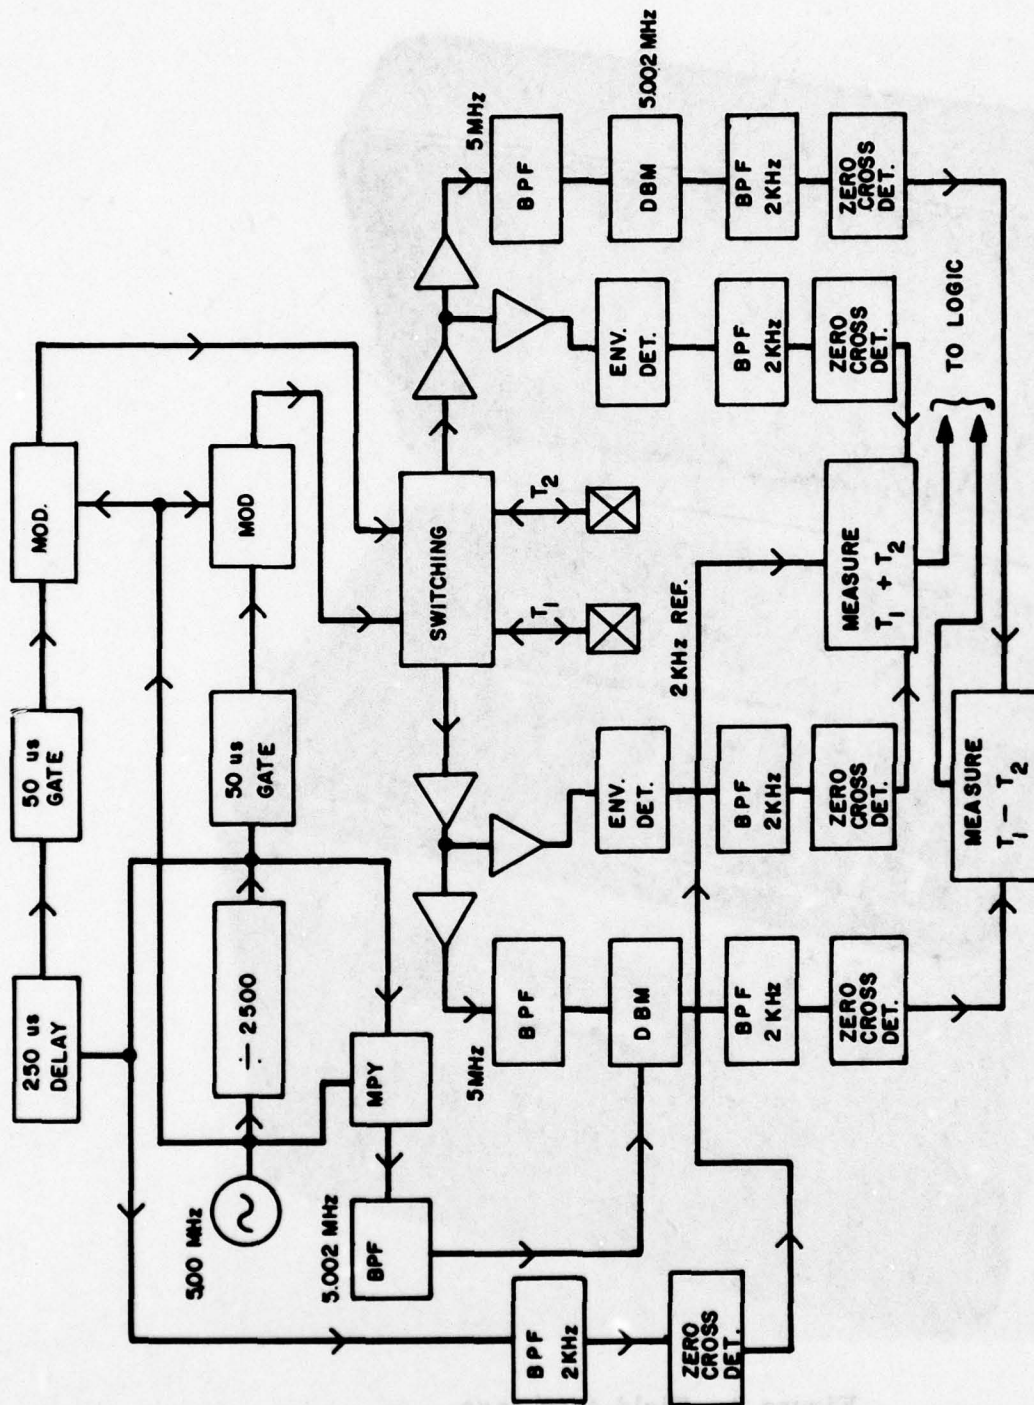 250 us
DELAY
50 us
GATE
MOD.
5.00 MHz
÷ 2500
50 us
GATE
MOD
5.002 MHz
BPF
MPY
SWITCHING
T1
T2
5MHz
5MHz
BPF
2KHz
BPF
ENV.
DET.
ENV.
DET.
BPF
ZERO
CROSS
DET.
DBM
2KHz REF.
DBM
5.002 MHz
BPF
2KHz
BPF
2KHz
BPF
2KHz
BPF
2KHz
ZERO
CROSS
DET.
ZERO
CROSS
DET.
MEASURE
T1 + T2
ZERO
CROSS
DET.
ZERO
CROSS
DET.
TO LOGIC
MEASURE
T1 - T2